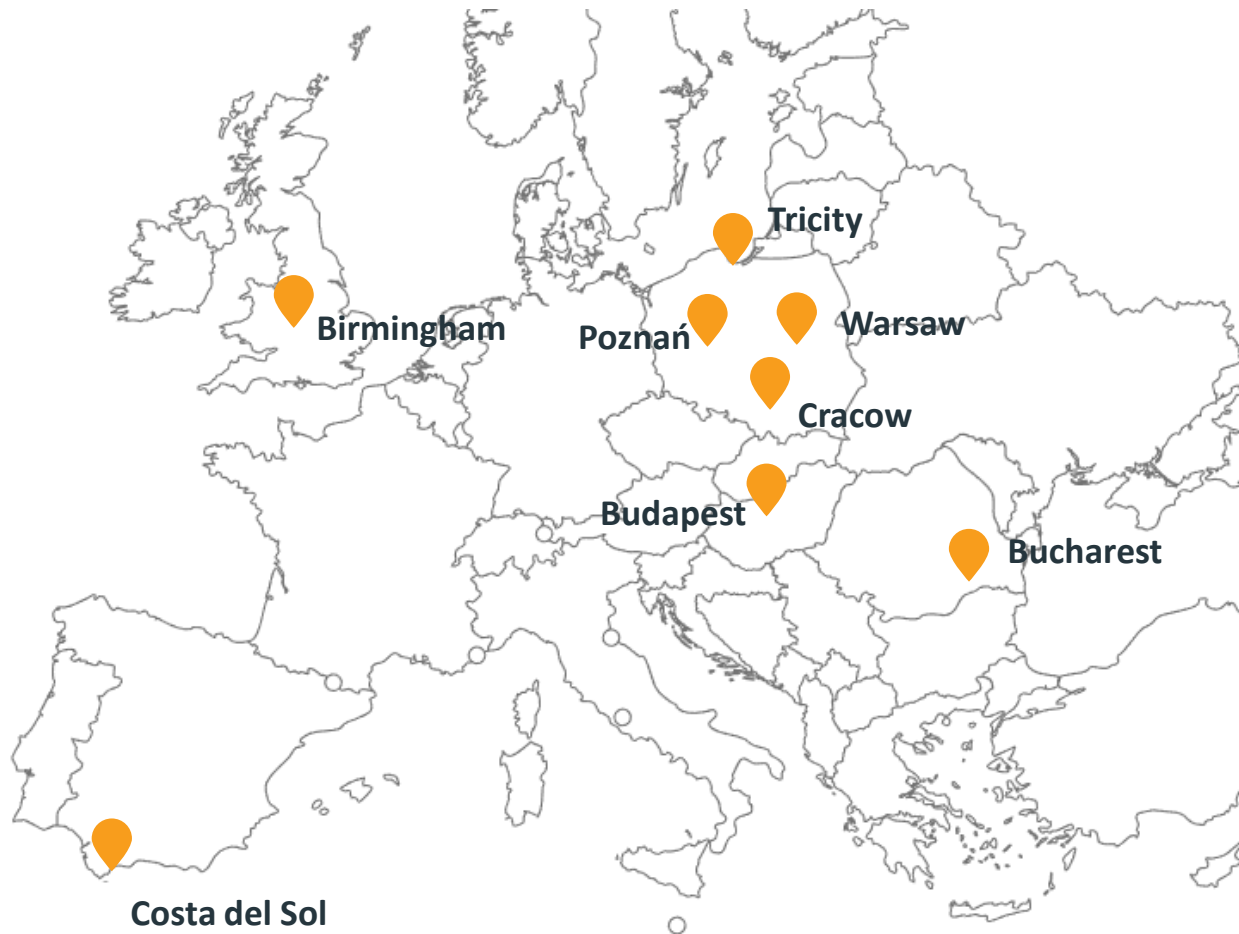 Tricity
Birmingham
Poznań
Warsaw
Cracow
Budapest
Bucharest
Costa del Sol